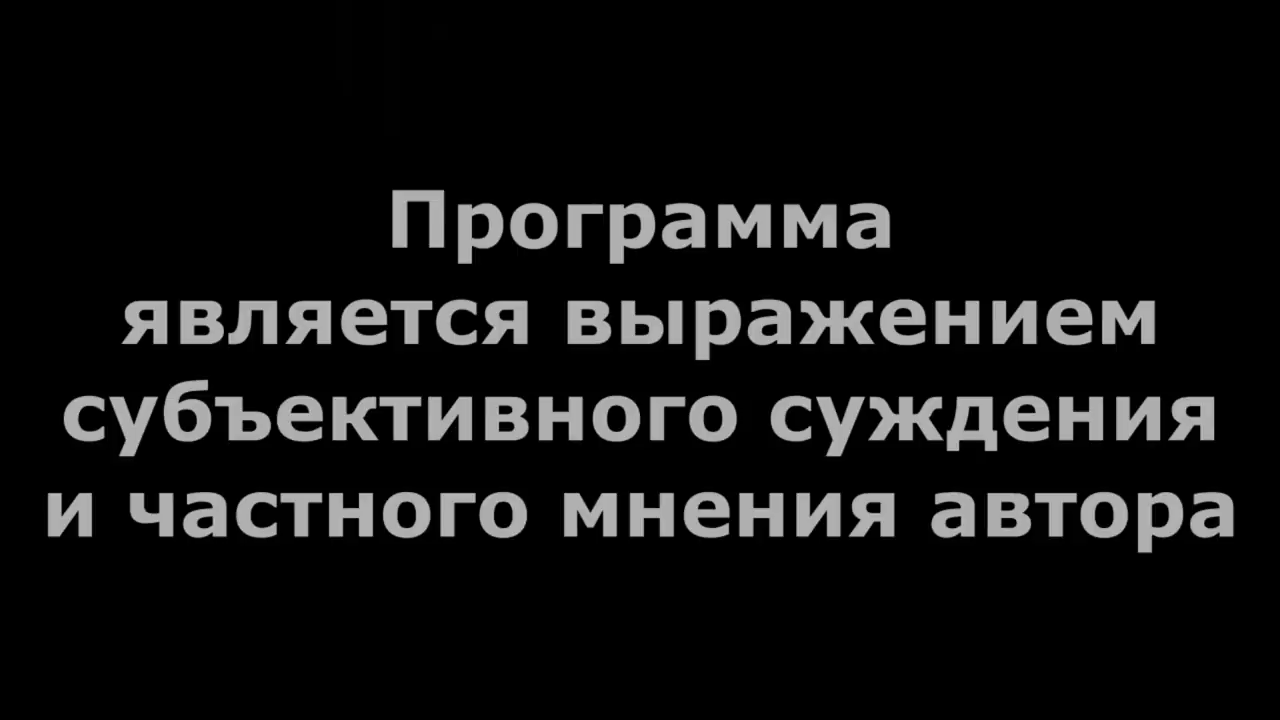 Программа
является выражением
субъективного суждения
и частного мнения автора